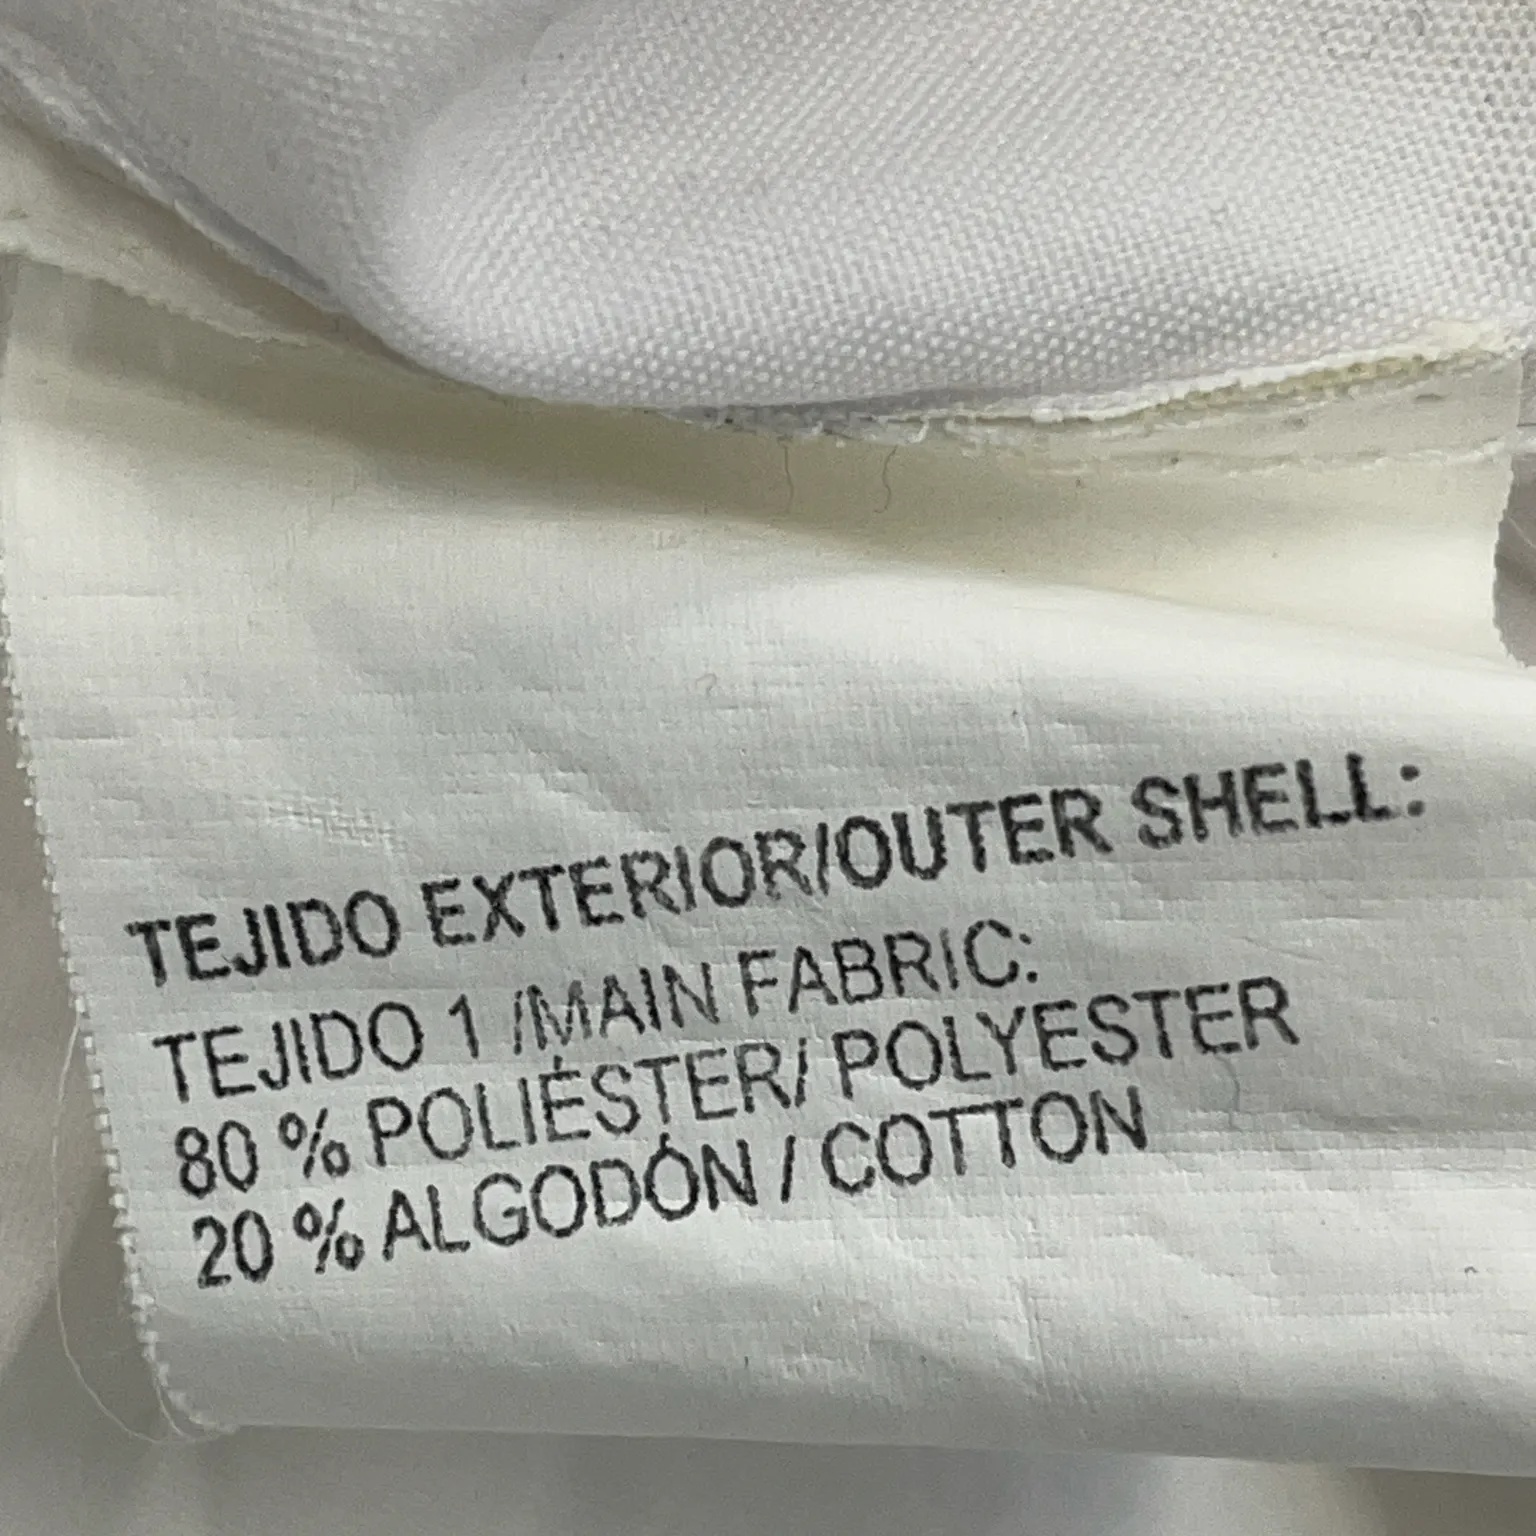 TEJIDO EXTERIOR/OUTER SHELL:
TEJIDO 1 /MAIN FABRIC:
80 % POLIÉSTER/ POLYESTER
20 % ALGODÓN / COTTON